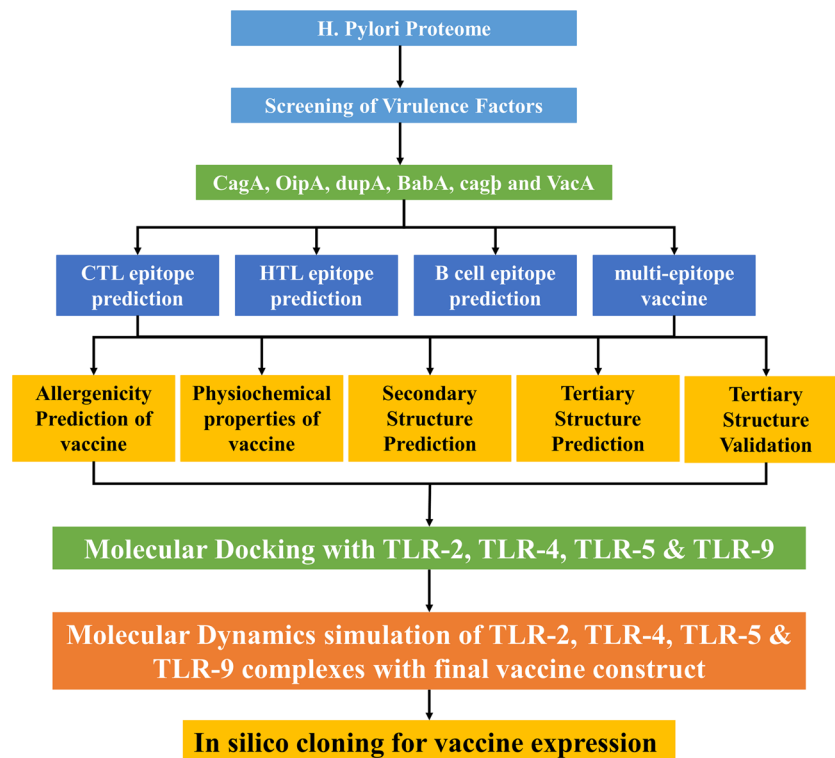 H. Pylori Proteome
Screening of Virulence Factors
CagA, OipA, dupA, BabA, cagþ and VacA
CTL epitope
prediction
HTL epitope
prediction
B cell epitope
prediction
multi-epitope
vaccine
Allergenicity
Prediction of
vaccine
Physiochemical
properties of
vaccine
Secondary
Structure
Prediction
Tertiary
Structure
Prediction
Tertiary
Structure
Validation
Molecular Docking with TLR-2, TLR-4, TLR-5 & TLR-9
Molecular Dynamics simulation of TLR-2, TLR-4, TLR-5 &
TLR-9 complexes with final vaccine construct
In silico cloning for vaccine expression